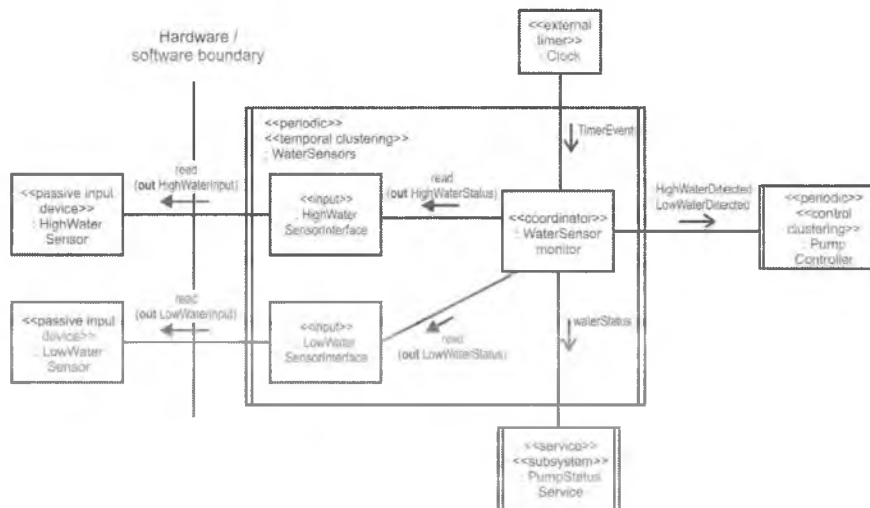 Hardware /
software boundary
<<external
timer>>
: Clock
TimerEvent
<<periodic>>
<<temporal clustering>>
: WaterSensors
read
(out HighWaterInput)
read
(out HighWaterStatus)
<<passive input
device>>
: HighWater
Sensor
<<input>>
: HighWater
SensorInterface
<<coordinator>>
: WaterSensor
monitor
HighWaterDetected
LowWaterDetected
<<periodic>>
<<control
clustering>>
: Pump
Controller
read
(out LowWaterInput)
<<passive input
device>>
: LowWater
Sensor
<<input>>
: LowWater
SensorInterface
read
(out LowWaterStatus)
waterStatus
<<service>>
<<subsystem>>
: PumpStatus
Service